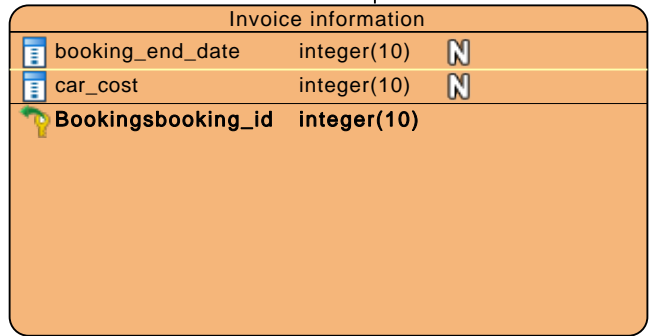 Invoice information
booking_end_date integer(10) N
car_cost integer(10) N
Bookingsbooking_id integer(10)